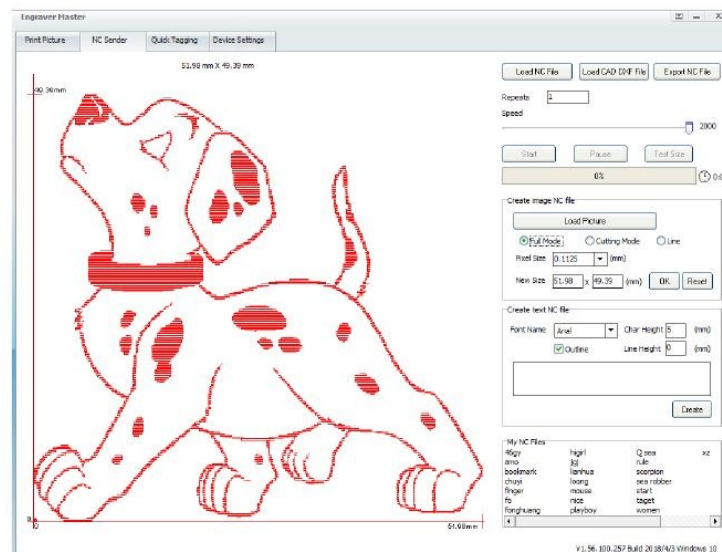 Engraver Master
Print Picture NC Sender Quick Tagging Device Settings
51.98 mm X 49.39 mm
49.39mm
0
0
51.98mm
Load NC File Load CAD DXF File Export NC File
Repeats 1
Speed
2000
Start Pause Test Size
0%
Create image NC file
Load Picture
Full Mode Cutting Mode Line
Pixel Size 0.1125 (mm)
New Size 51.98 x 49.39 (mm) OK Reset
Create text NC file
Font Name Arial Char Height 5 (mm)
Outline Line Height 0 (mm)
Create
My NC Files
46gy higirl Q sea xz
amo jgj rule
bookmark lianhua scorpion
chuyi loong sea robber
finger mouse start
fo nice taget
fonghuang playboy women
V1.56.100.257 Build 2018/4/3 Windows 10